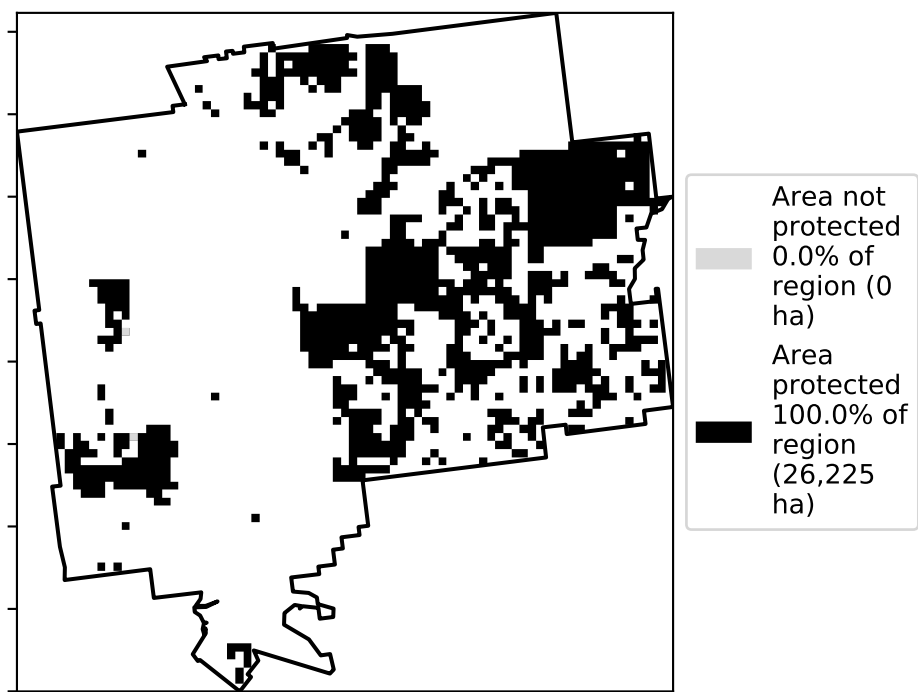 Area not
protected
0.0% of
region (0
ha)
Area
protected
100.0% of
region
(26,225
ha)